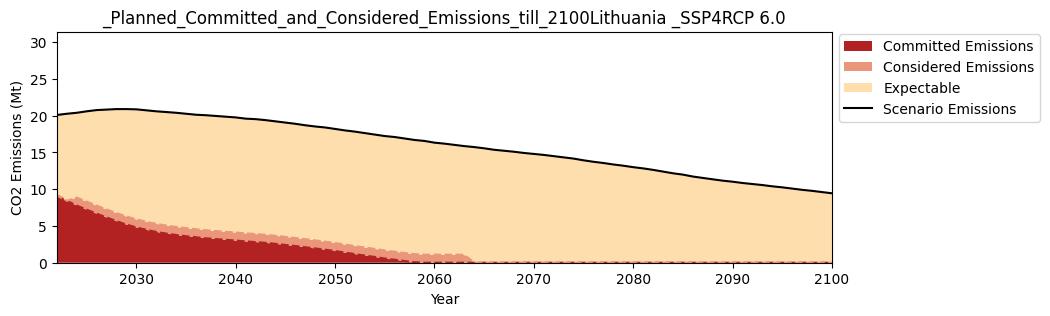 _Planned_Committed_and_Considered_Emissions_till_2100Lithuania _SSP4RCP 6.0
30
25
20
15
10
5
0
CO2 Emissions (Mt)
2030
2040
2050
2060
2070
2080
2090
2100
Year
Committed Emissions
Considered Emissions
Expectable
Scenario Emissions